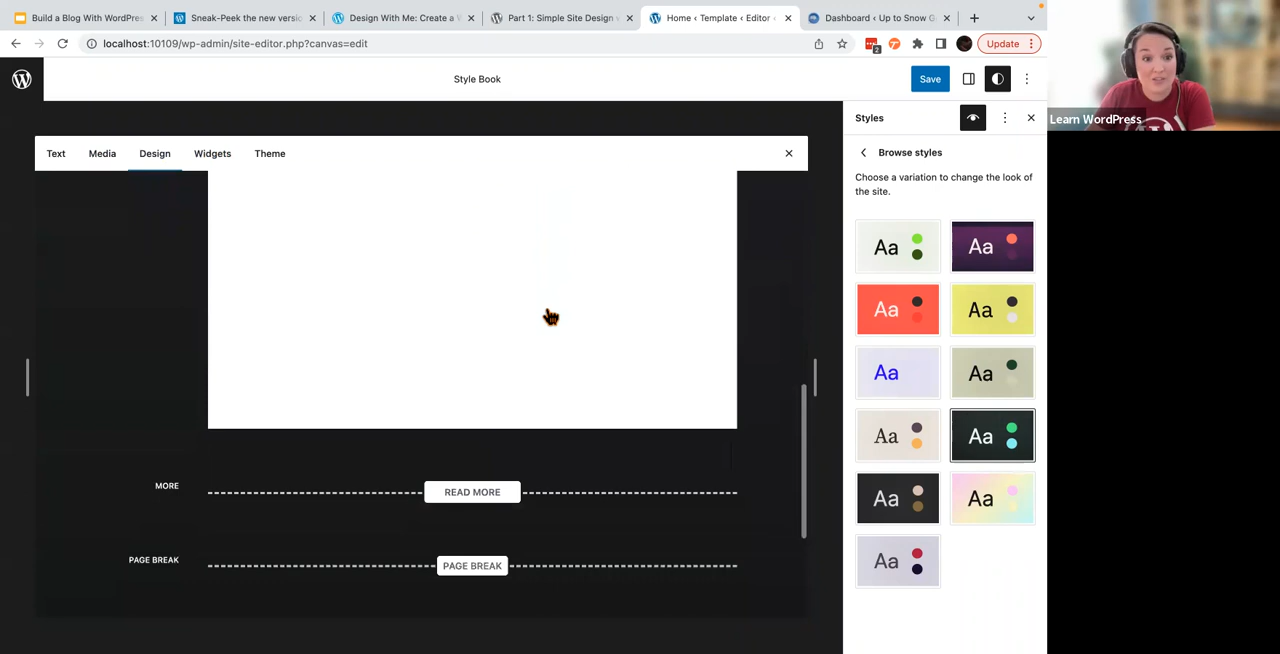 Build a Blog With WordPres
Sneak-Peek the new versio
Design With Me: Create a W
Part 1: Simple Site Design w
Home ‹ Template ‹ Editor ‹
Dashboard ‹ Up to Snow G
localhost:10109/wp-admin/site-editor.php?canvas=edit
2
Update
Style Book
Save
Styles
Learn WordPress
Text
Media
Design
Widgets
Theme
Browse styles
Choose a variation to change the look of
the site.
Aa
Aa
Aa
Aa
Aa
Aa
Aa
Aa
Aa
Aa
Aa
MORE
READ MORE
PAGE BREAK
PAGE BREAK